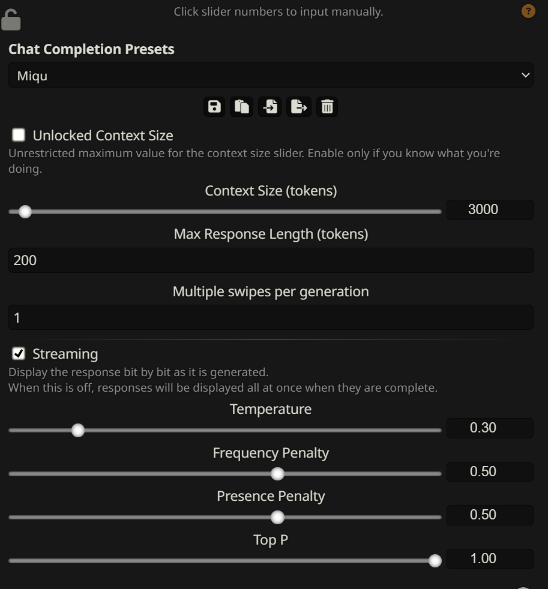 Click slider numbers to input manually.
?
Chat Completion Presets
Miqu
Unlocked Context Size
Unrestricted maximum value for the context size slider. Enable only if you know what you're
doing.
Context Size (tokens)
3000
Max Response Length (tokens)
200
Multiple swipes per generation
1
Streaming
Display the response bit by bit as it is generated.
When this is off, responses will be displayed all at once when they are complete.
Temperature
0.30
Frequency Penalty
0.50
Presence Penalty
0.50
Top P
1.00